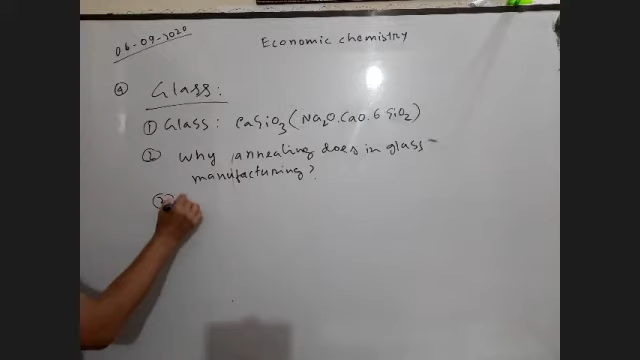 06-09-2020
Economic chemistry
Glass:
① Glass: CaSiO₃ (Na₂O.CaO.6SiO₂)
② Why annealing does in glass-
manufacturing?
③